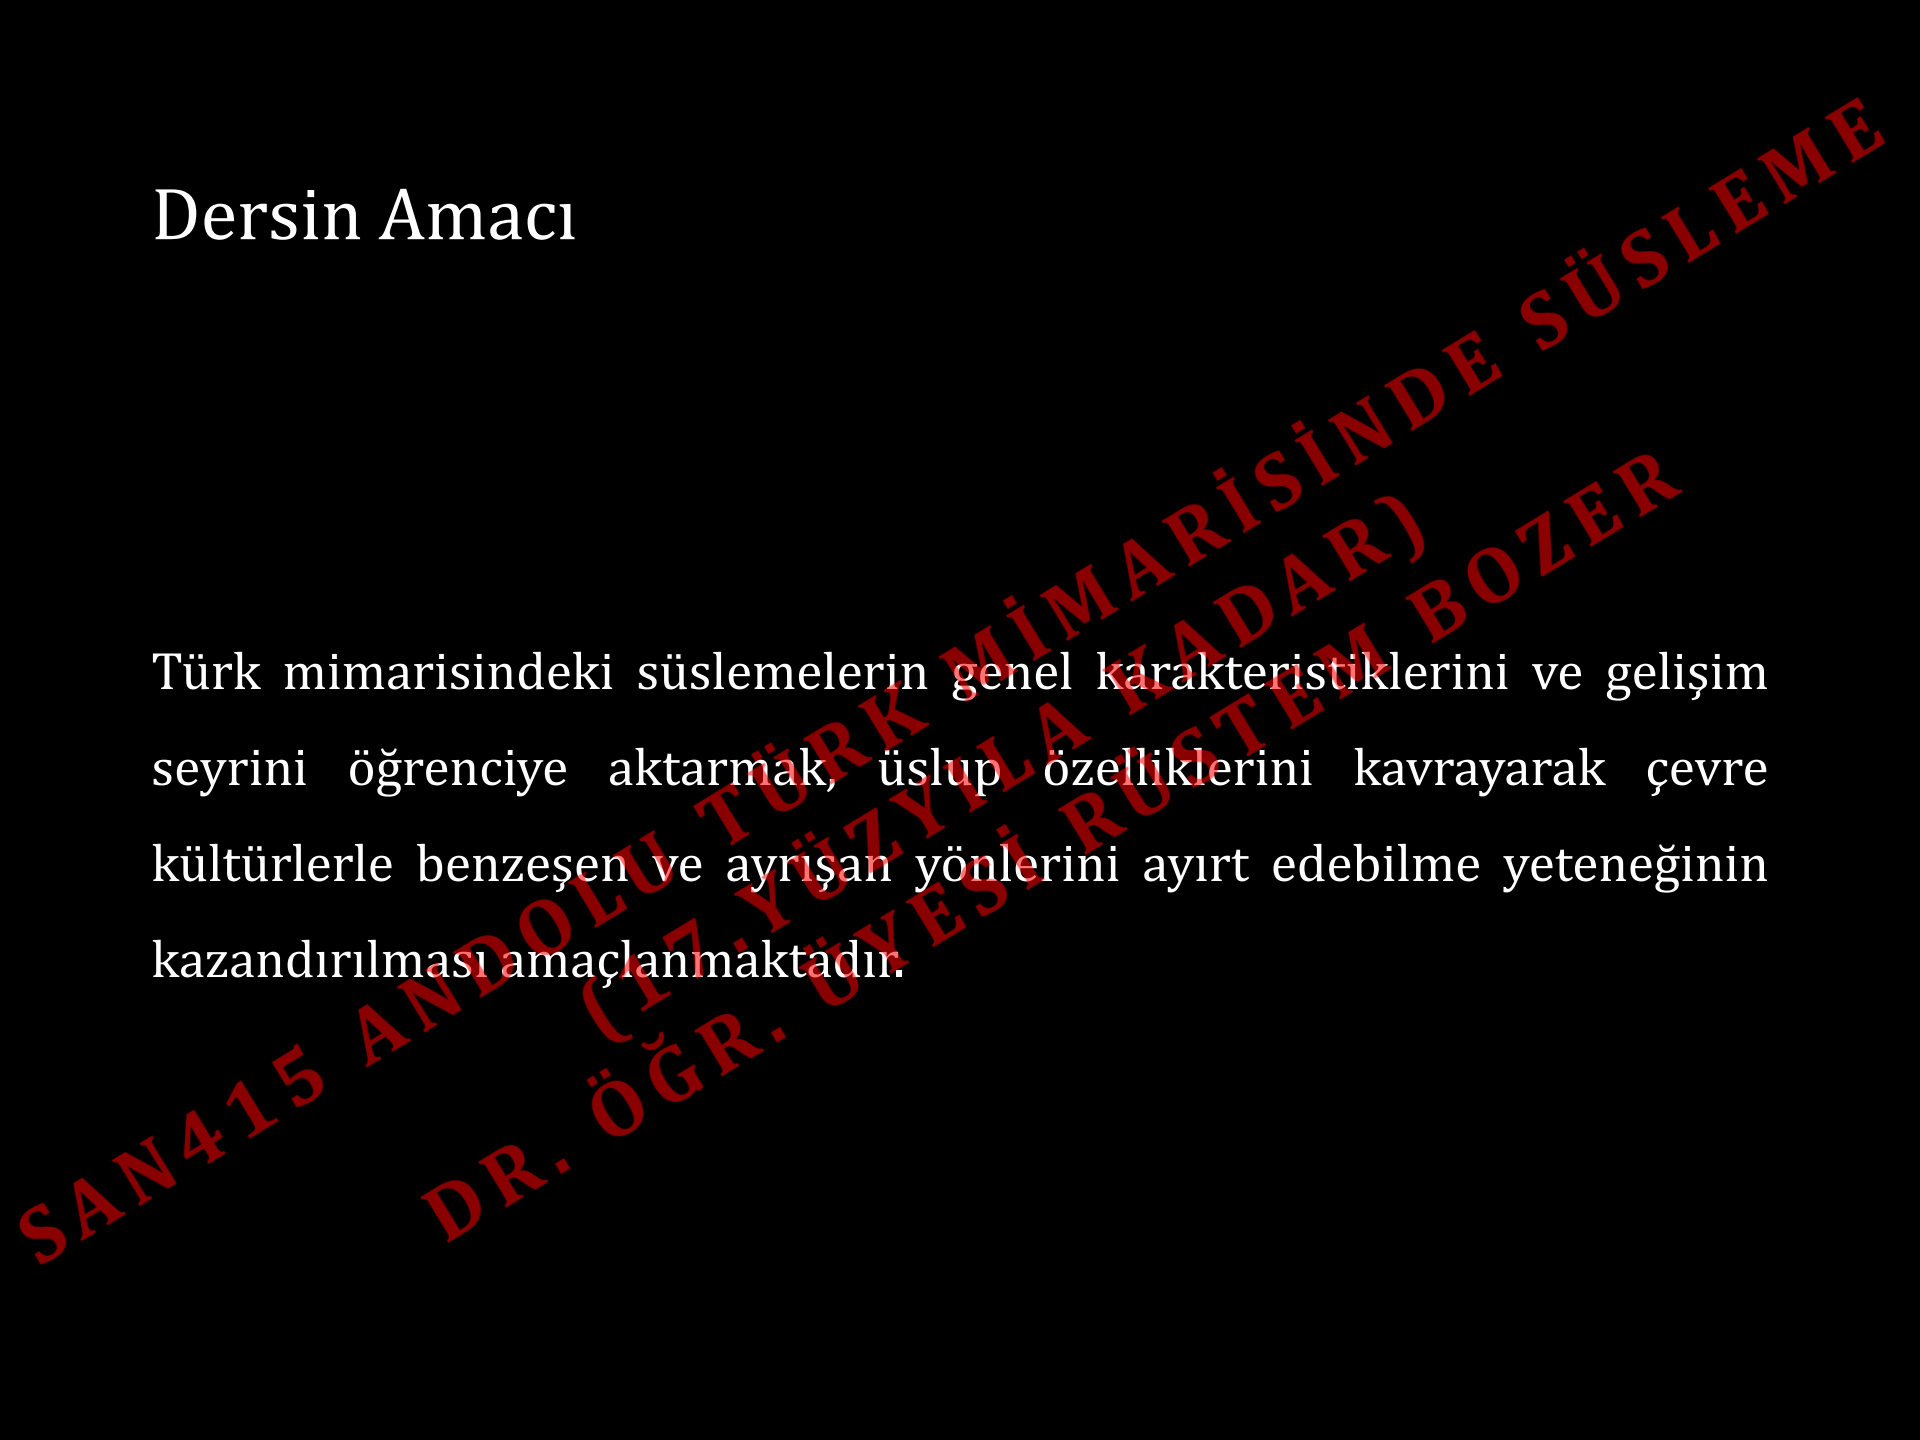 Dersin Amacı
Türk mimarisindeki süslemelerin genel karakteristiklerini ve gelişim
seyrini öğrenciye aktarmak, üslup özelliklerini kavrayarak çevre
kültürlerle benzeşen ve ayrışan yönlerini ayırt edebilme yeteneğinin
kazandırılması amaçlanmaktadır.
SAN415 ANDOLU TÜRK MİMARİSİNDE SÜSLEME
(17.YÜZYILA KADAR)
DR. ÖĞR. ÜYESİ RÜSTEM BOZER